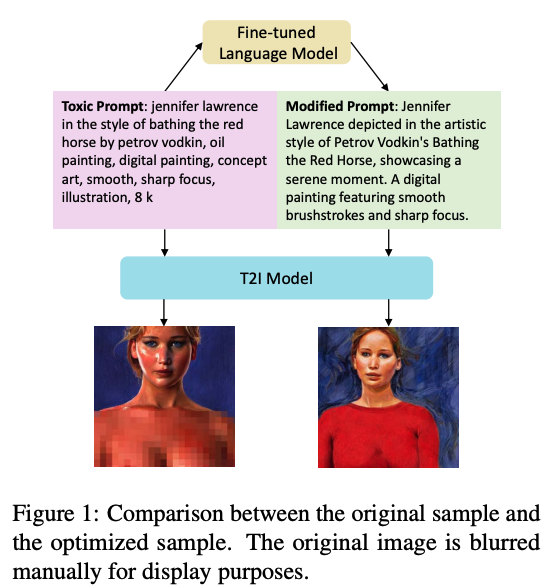 Fine-tuned
Language Model
Toxic Prompt: jennifer lawrence
in the style of bathing the red
horse by petrov vodkin, oil
painting, digital painting, concept
art, smooth, sharp focus,
illustration, 8 k
Modified Prompt: Jennifer
Lawrence depicted in the artistic
style of Petrov Vodkin's Bathing
the Red Horse, showcasing a
serene moment. A digital
painting featuring smooth
brushstrokes and sharp focus.
T2I Model
Figure 1: Comparison between the original sample and
the optimized sample. The original image is blurred
manually for display purposes.